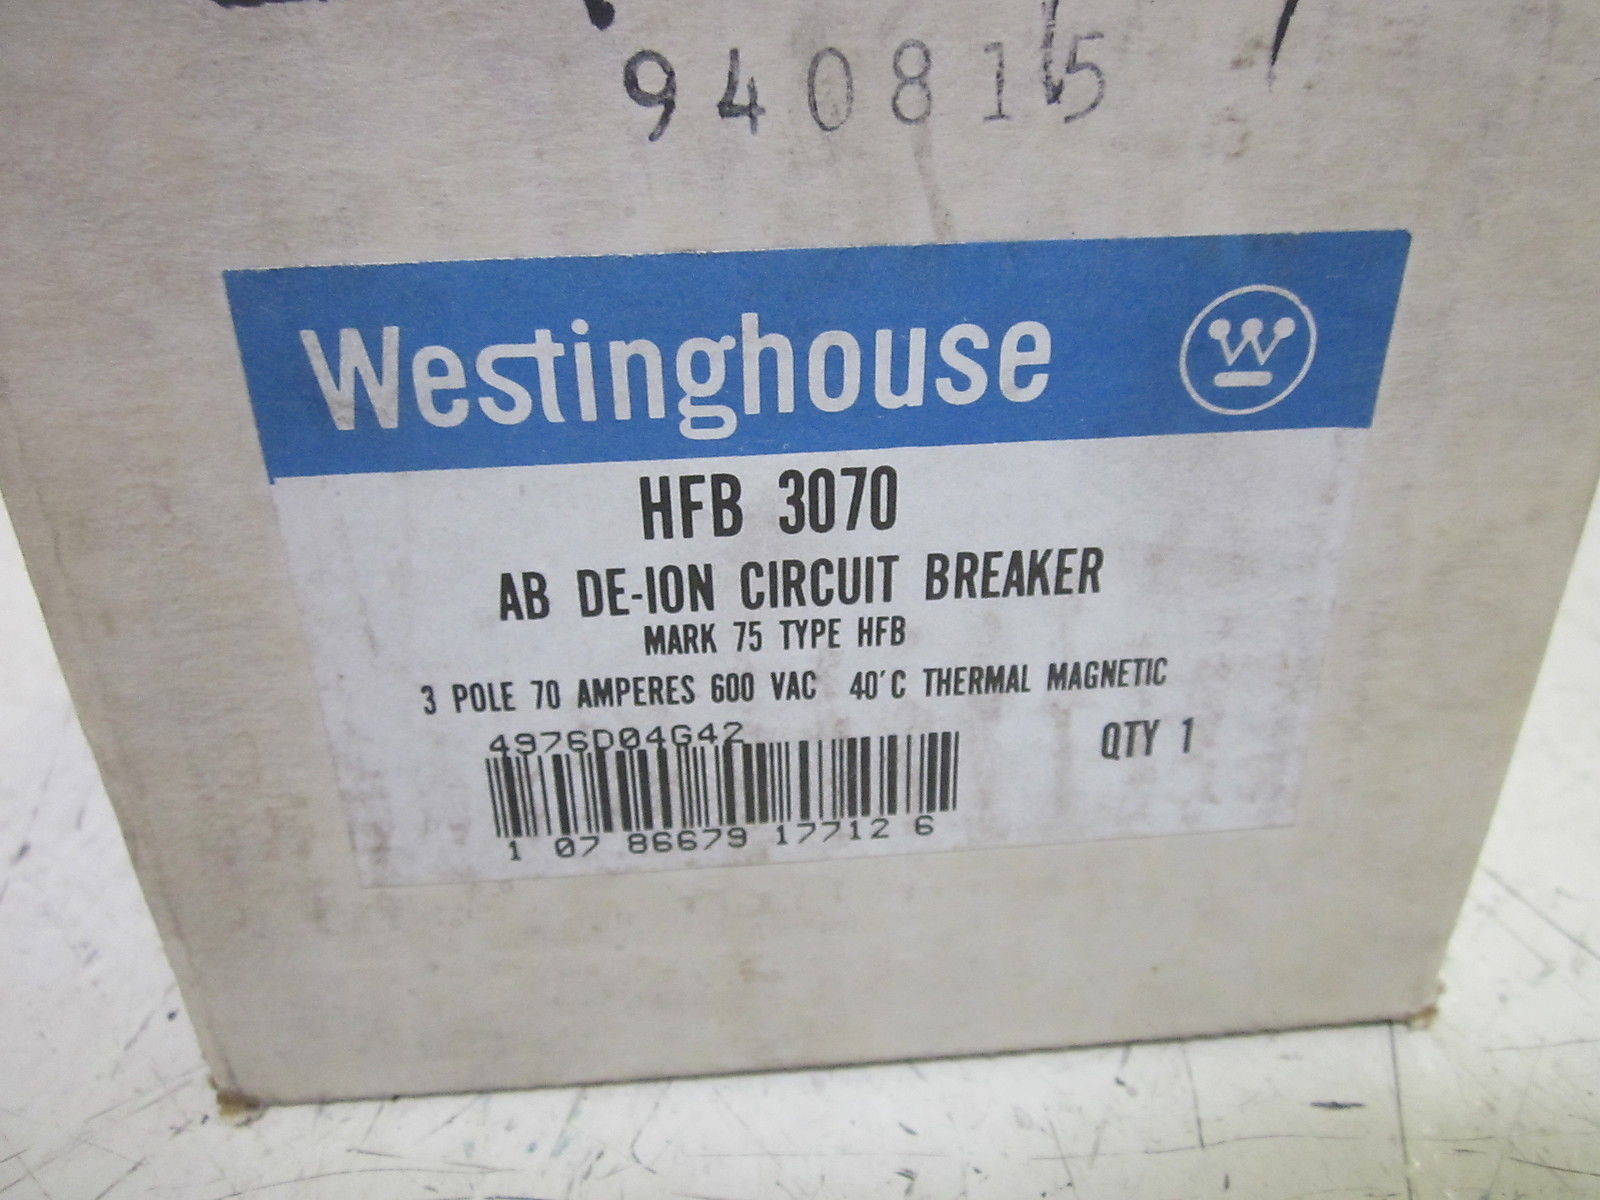 940815
Westinghouse
W
HFB 3070
AB DE-ION CIRCUIT BREAKER
MARK 75 TYPE HFB
3 POLE 70 AMPERES 600 VAC 40°C THERMAL MAGNETIC
4976D04G42
QTY 1
1 07 86679 17712 6